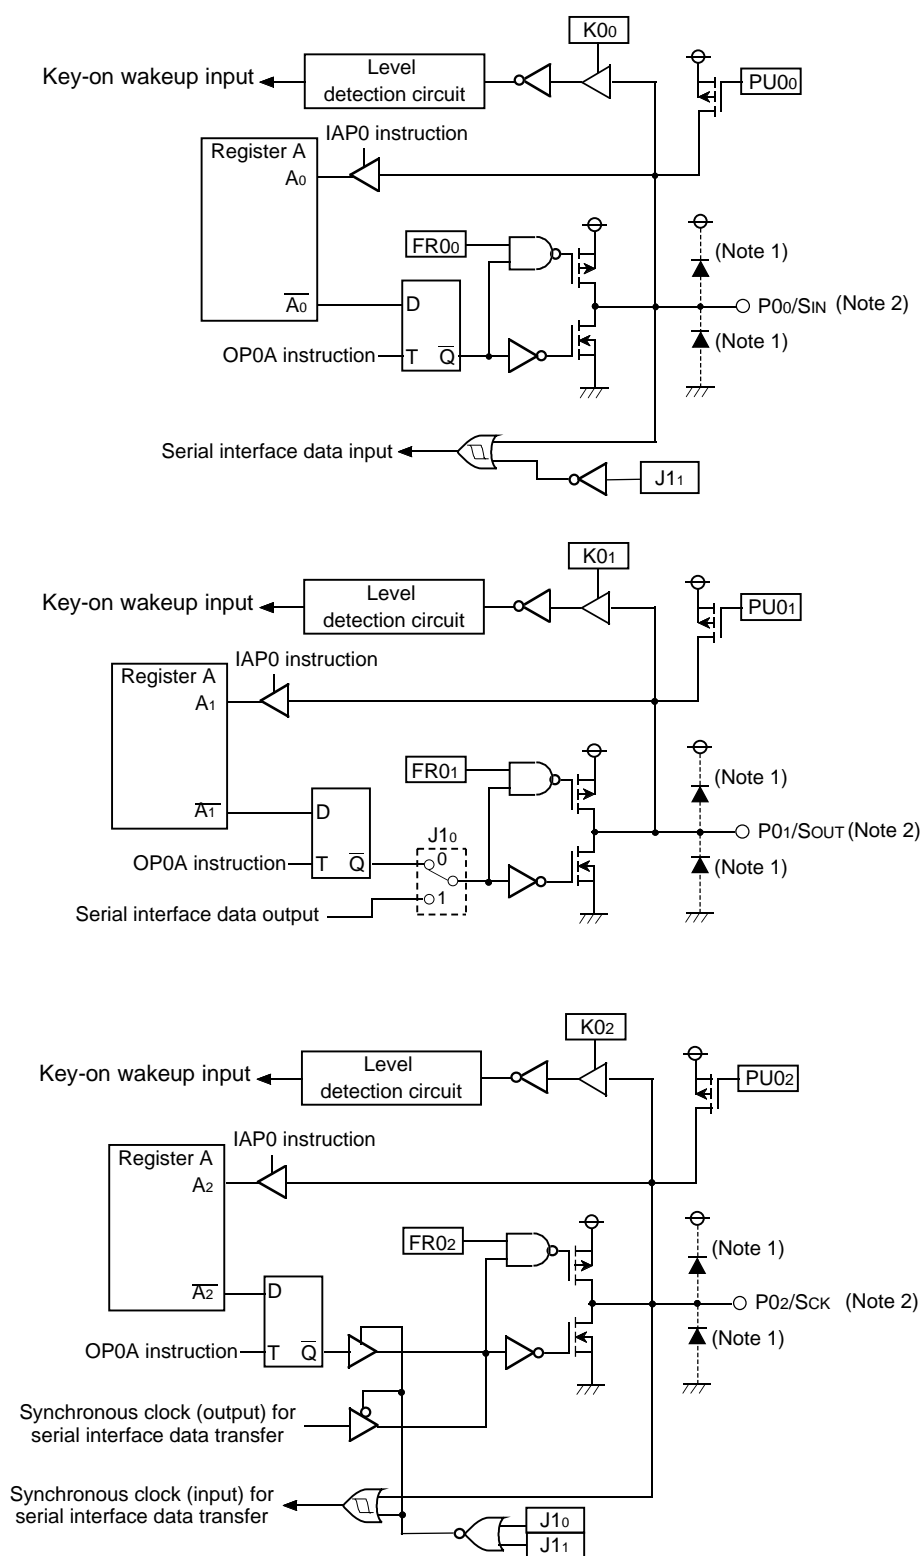 K00
Key-on wakeup input
Level
detection circuit
PU00
IAP0 instruction
Register A
A0
FR00
(Note 1)
A0
D
P00/SIN (Note 2)
OP0A instruction
T
Q
(Note 1)
Serial interface data input
J11
K01
Key-on wakeup input
Level
detection circuit
PU01
IAP0 instruction
Register A
A1
FR01
(Note 1)
A1
D
J10
P01/SOUT (Note 2)
OP0A instruction
T
Q
0
(Note 1)
1
Serial interface data output
K02
Key-on wakeup input
Level
detection circuit
PU02
IAP0 instruction
Register A
A2
FR02
(Note 1)
A2
D
P02/SCK (Note 2)
OP0A instruction
T
Q
(Note 1)
Synchronous clock (output) for
serial interface data transfer
Synchronous clock (input) for
serial interface data transfer
J10
J11